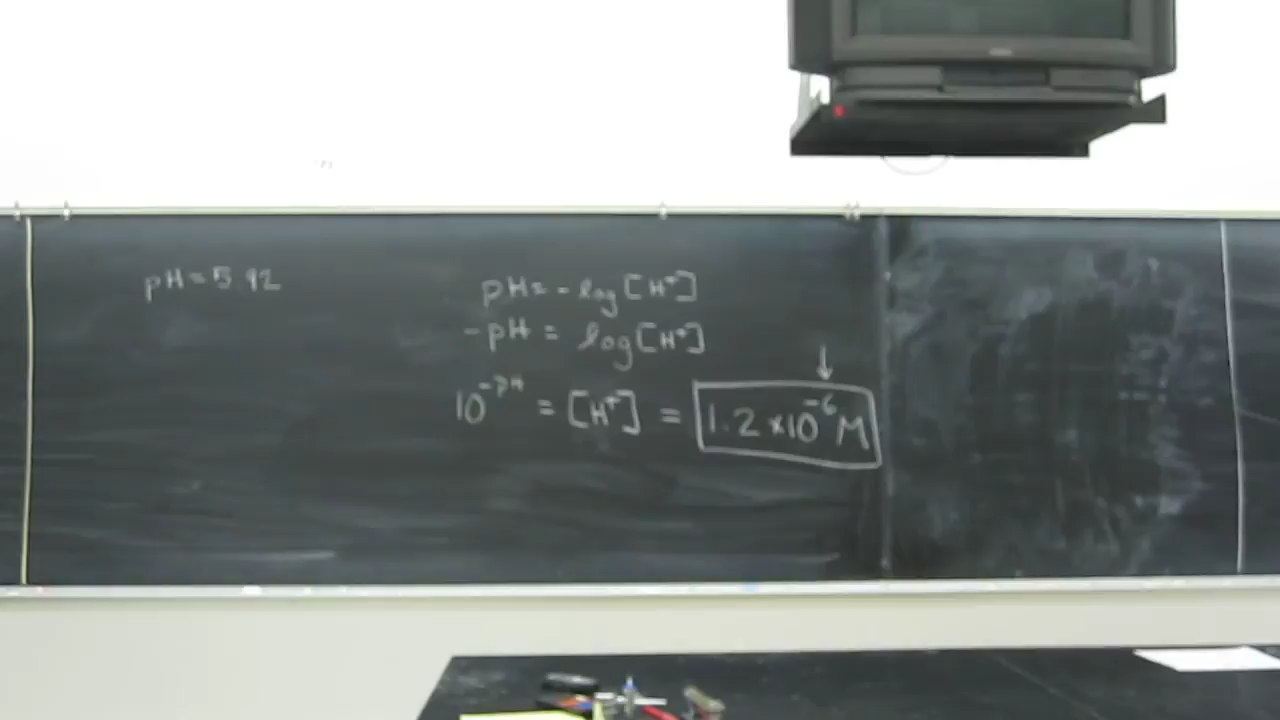 pH = 5.92
pH = - log [H⁺]
- pH = log [H⁺]
10⁻ᵖᴴ = [H⁺] = 1.2 x 10⁻⁶ M